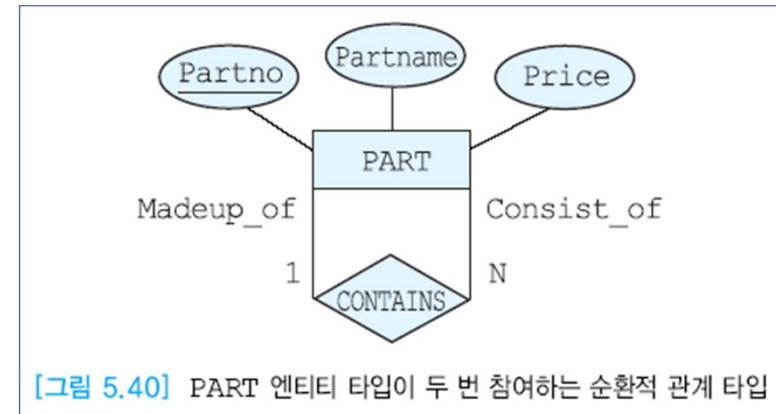 Partno
Partname
Price
PART
Madeup_of
Consist_of
1
N
CONTAINS
[그림 5.40] PART 엔티티 타입이 두 번 참여하는 순환적 관계 타입